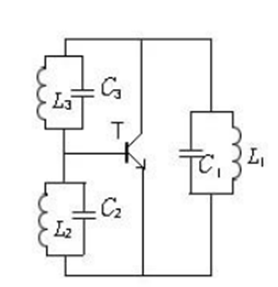 L₃ C₃
T
C₁ L₁
L₂ C₂